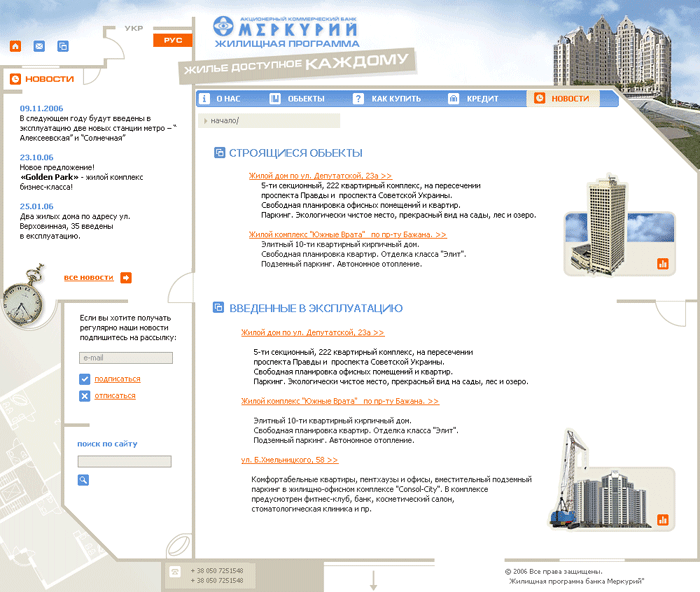 УКР
РУС
АКЦИОНЕРНЫЙ КОММЕРЧЕСКИЙ БАНК
МЕРКУРИЙ
ЖИЛИЩНАЯ ПРОГРАММА
ЖИЛЬЕ ДОСТУПНОЕ КАЖДОМУ
О НАС
ОБЪЕКТЫ
КАК КУПИТЬ
КРЕДИТ
НОВОСТИ
начало/
НОВОСТИ
09.11.2006
В следующем году будут введены в
эксплуатацию две новых станции метро – "
Алексеевская" и "Солнечная"
23.10.06
Новое предложение!
«Golden Park» - жилой комплекс
бизнес-класса!
25.01.06
Два жилых дома по адресу ул.
Верховинная, 35 введены
в эксплуатацию.
все новости
Если вы хотите получать
регулярно наши новости
подпишитесь на рассылку:
e-mail
подписаться
отписаться
поиск по сайту
СТРОЯЩИЕСЯ ОБЬЕКТЫ
Жилой дом по ул. Депутатской, 23а >>
5-ти секционный, 222 квартирный комплекс, на пересечении
проспекта Правды и проспекта Советской Украины.
Свободная планировка офисных помещений и квартир.
Паркинг. Экологически чистое место, прекрасный вид на сады, лес и озеро.
Жилой комплекс "Южные Врата" по пр-ту Бажана. >>
Элитный 10-ти квартирный кирпичный дом.
Свободная планировка квартир. Отделка класса "Элит".
Подземный паркинг. Автономное отопление.
ВВЕДЕННЫЕ В ЭКСПЛУАТАЦИЮ
Жилой дом по ул. Депутатской, 23а >>
5-ти секционный, 222 квартирный комплекс, на пересечении
проспекта Правды и проспекта Советской Украины.
Свободная планировка офисных помещений и квартир.
Паркинг. Экологически чистое место, прекрасный вид на сады, лес и озеро.
Жилой комплекс "Южные Врата" по пр-ту Бажана. >>
Элитный 10-ти квартирный кирпичный дом.
Свободная планировка квартир. Отделка класса "Элит".
Подземный паркинг. Автономное отопление.
ул. Б.Хмельницкого, 58 >>
Комфортабельные квартиры, пентхаузы и офисы, вместительный подземный
паркинг в жилищно-офисном комплексе "Consol-City". В комплексе
предусмотрен фитнес-клуб, банк, косметический салон,
стоматологическая клиника и пр.
+ 38 050 7251548
+ 38 050 7251548
© 2006 Все права защищены.
Жилищная программа банка Меркурий"